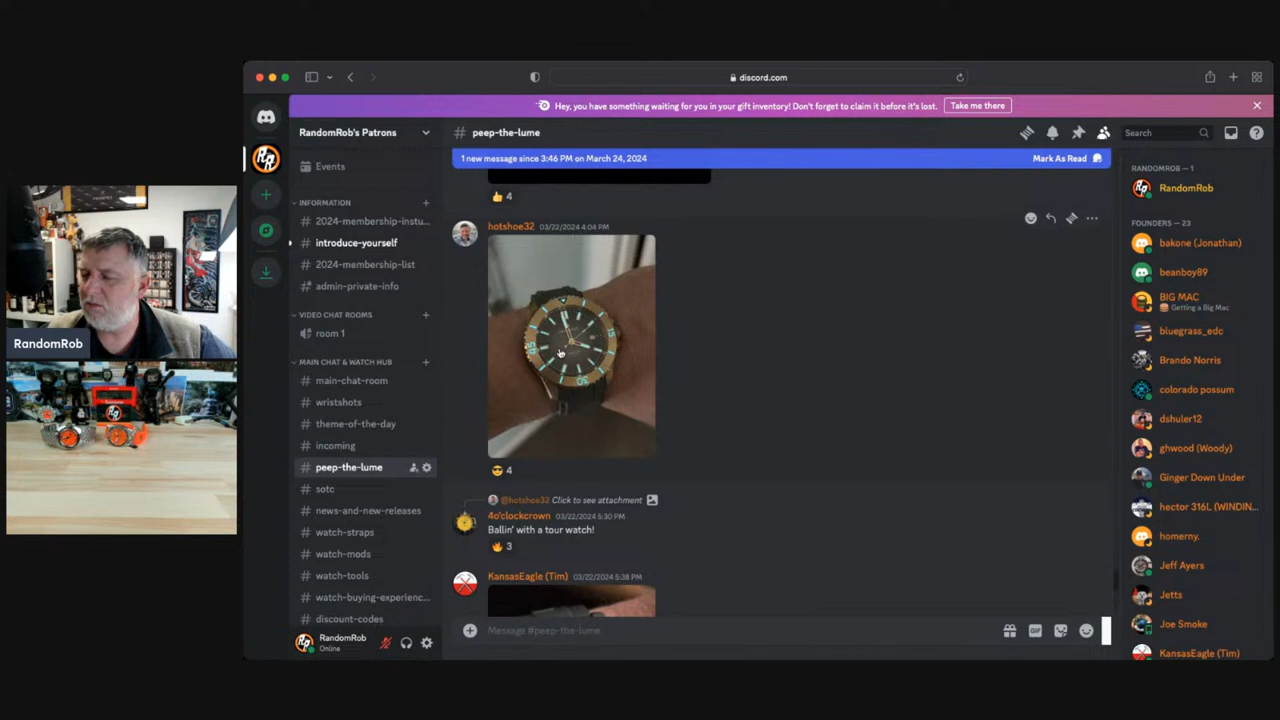 discord.com
Hey, you have something waiting for you in your gift inventory! Don't forget to claim it before it's lost.
Take me there
RandomRob's Patrons
# peep-the-lume
Search
1 new message since 3:46 PM on March 24, 2024
Mark As Read
Events
INFORMATION
# 2024-membership-instu...
# introduce-yourself
# 2024-membership-list
# admin-private-info
VIDEO CHAT ROOMS
room 1
MAIN CHAT & WATCH HUB
# main-chat-room
# wristshots
# theme-of-the-day
# incoming
# peep-the-lume
# sotc
# news-and-new-releases
# watch-straps
# watch-mods
# watch-tools
# watch-buying-experienc...
# discount-codes
RandomRob
Online
4
hotshoe32 03/22/2024 4:04 PM
4
@hotshoe32 Click to see attachment
4o'clockcrown 03/22/2024 5:30 PM
Ballin' with a tour watch!
3
KansasEagle (Tim) 03/22/2024 5:38 PM
Message #peep-the-lume
GIF
RANDOMROB — 1
RandomRob
FOUNDERS — 23
bakone (Jonathan)
beanboy89
BIG MAC
Getting a Big Mac
bluegrass_edc
Brando Norris
colorado possum
dshuler12
ghwood (Woody)
Ginger Down Under
hector 316L (WINDIN...
homerny.
Jeff Ayers
Jetts
Joe Smoke
KansasEagle (Tim)
RandomRob